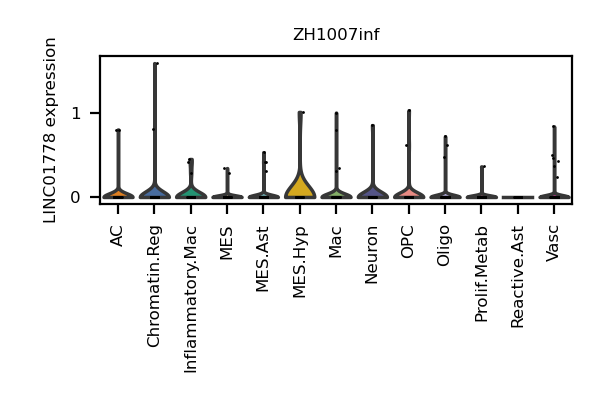 ZH1007inf
LINC01778 expression
1
0
AC
Chromatin.Reg
Inflammatory.Mac
MES
MES.Ast
MES.Hyp
Mac
Neuron
OPC
Oligo
Prolif.Metab
Reactive.Ast
Vasc